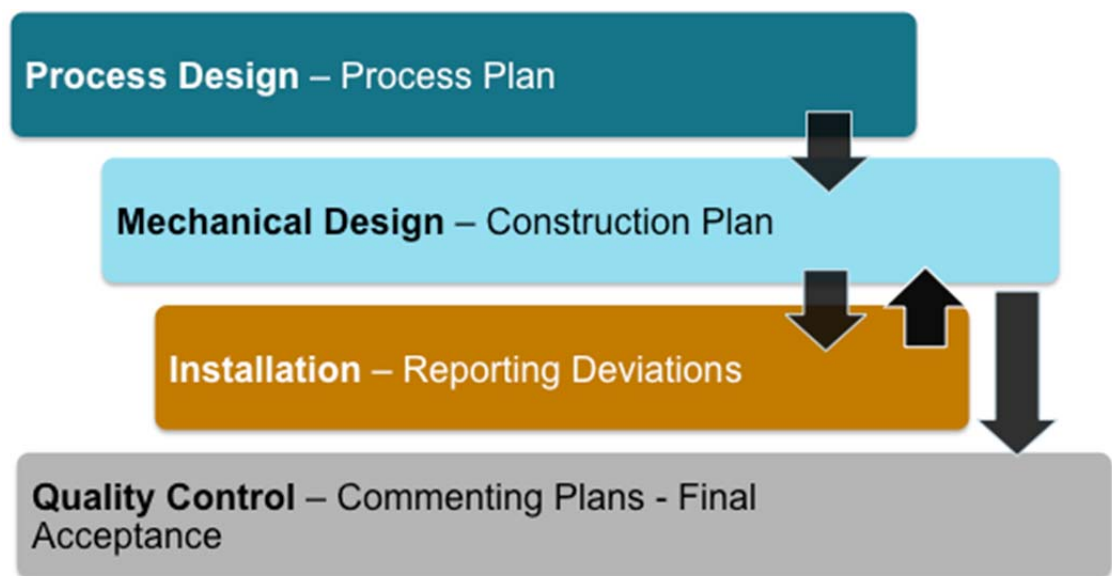 Process Design – Process Plan
Mechanical Design – Construction Plan
Installation – Reporting Deviations
Quality Control – Commenting Plans - Final
Acceptance